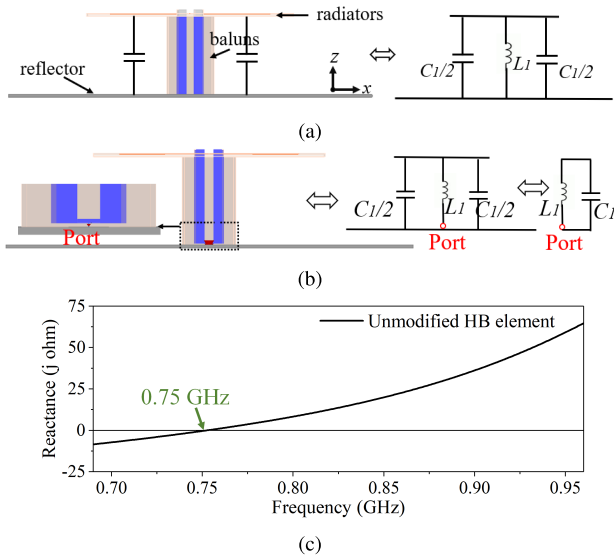 radiators
baluns
reflector
z
x
C1/2
L1
C1/2
(a)
Port
C1/2
L1
C1/2
Port
L1
C1
Port
(b)
75
50
25
0
-25
Reactance (j ohm)
Unmodified HB element
0.75 GHz
0.70
0.75
0.80
0.85
0.90
0.95
Frequency (GHz)
(c)